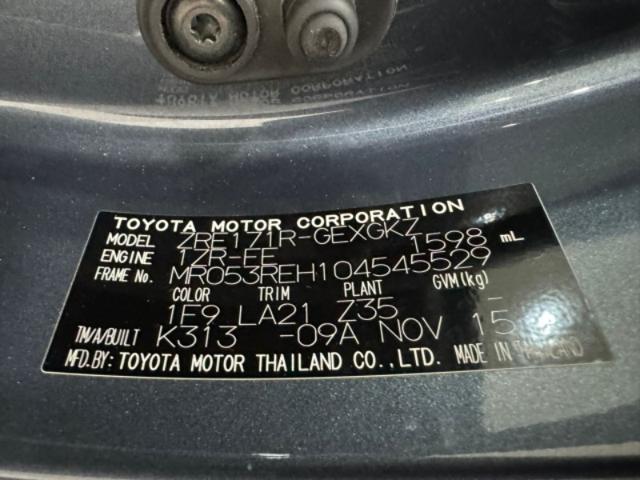 TOYOTA MOTOR CORPORATION
MODEL ZRE171R-GEXGKZ
ENGINE 1ZR-FE 1598 mL
FRAME No. MR053REH104545529
COLOR TRIM PLANT GVM(kg)
1F9 LA21 Z35 –
TM/A/BUILT K313 -09A NOV 15
MFD.BY: TOYOTA MOTOR THAILAND CO.,LTD. MADE IN THAILAND